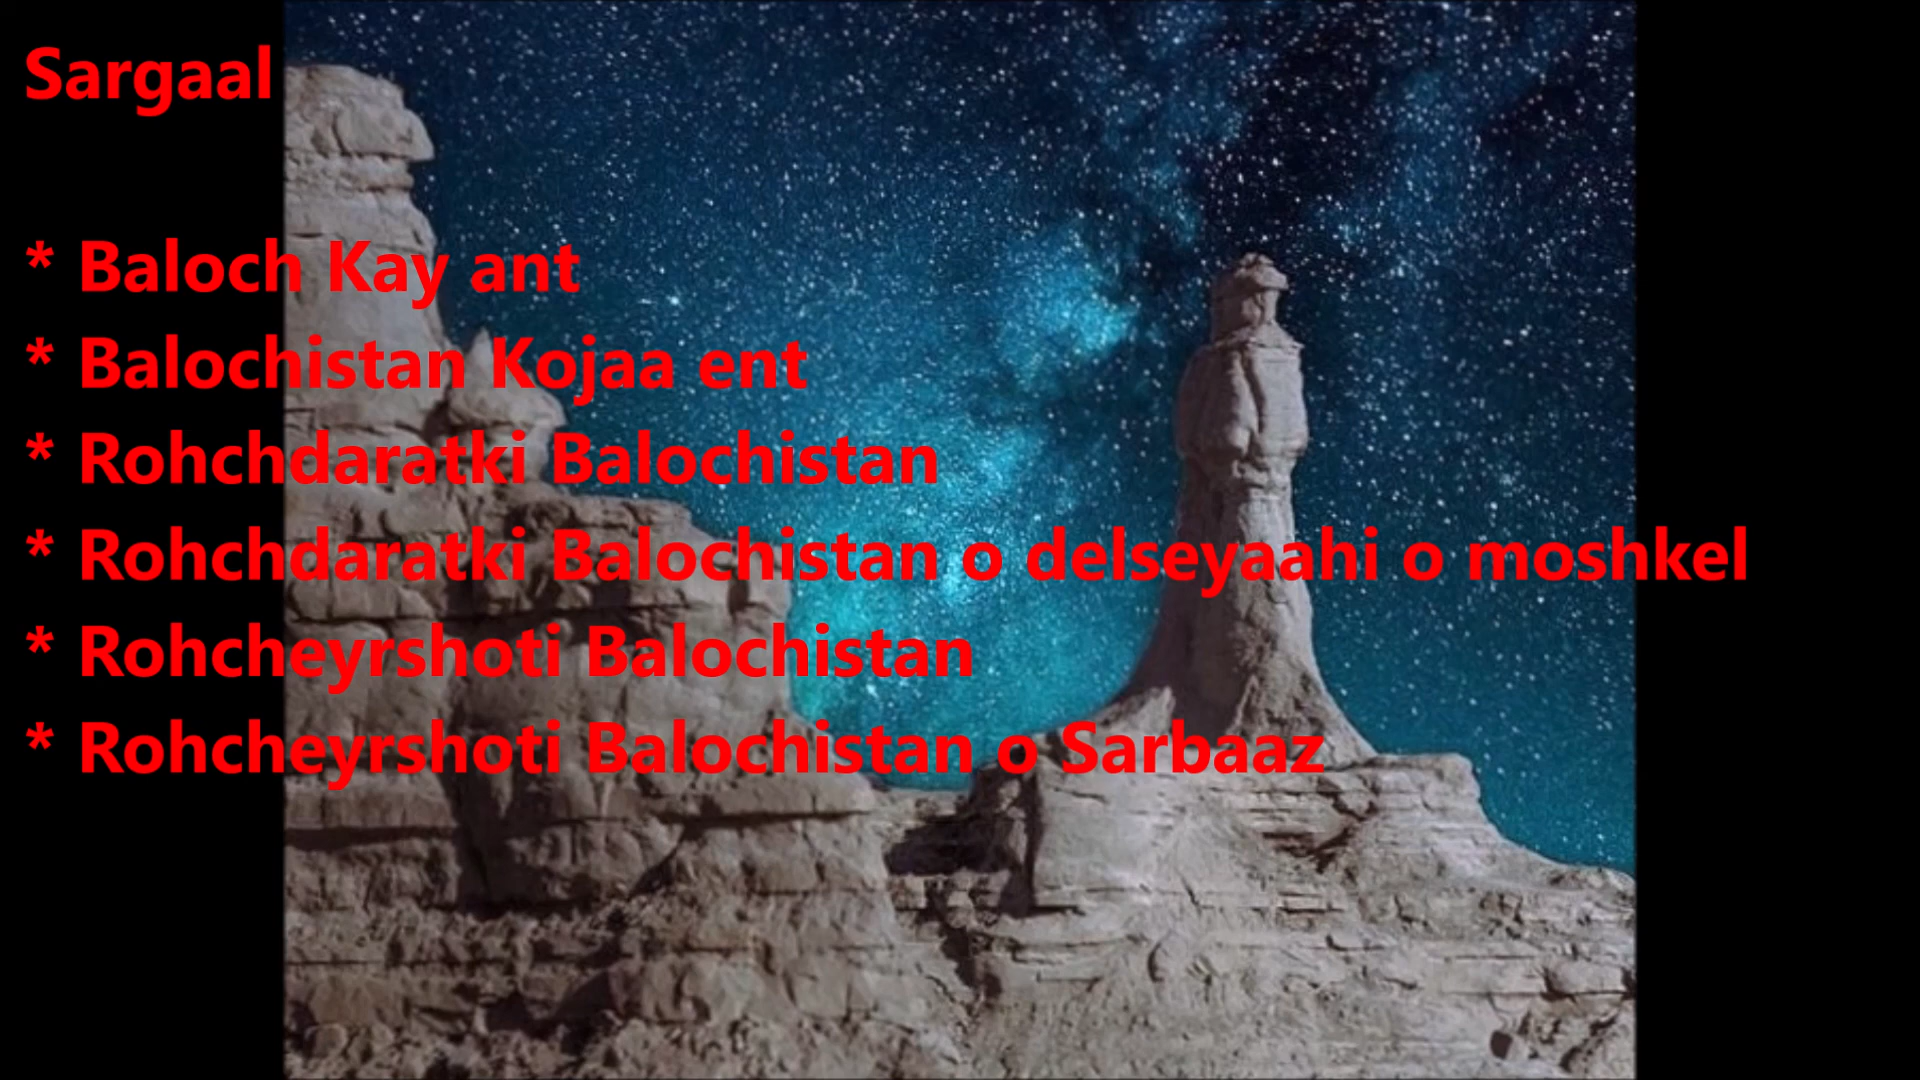 Sargaal
* Baloch Kay ant
* Balochistan Kojaa ent
* Rohchdaratki Balochistan
* Rohchdaratki Balochistan o delseyaahi o moshkel
* Rohcheyrshoti Balochistan
* Rohcheyrshoti Balochistan o Sarbaaz